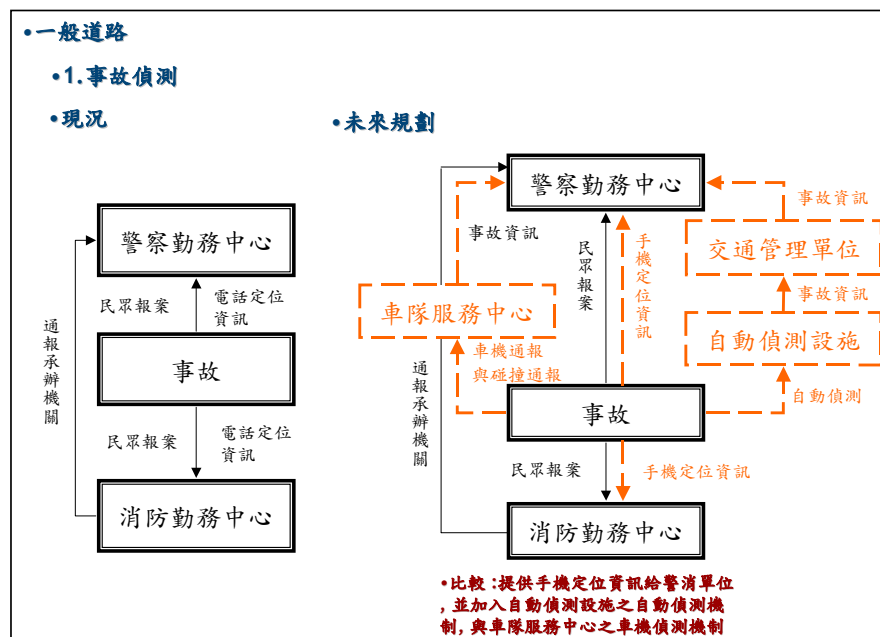 •一般道路
•1.事故偵測
•現況
警察勤務中心
民眾報案
電話定位
資訊
事故
通報承辦機關
民眾報案
電話定位
資訊
消防勤務中心
•未來規劃
警察勤務中心
事故資訊
事故資訊
民眾報案
手機定位資訊
交通管理單位
車隊服務中心
事故資訊
自動偵測設施
車機通報
與碰撞通報
通報承辦機關
自動偵測
事故
民眾報案
手機定位資訊
消防勤務中心
•比較:提供手機定位資訊給警消單位
,並加入自動偵測設施之自動偵測機
制,與車隊服務中心之車機偵測機制